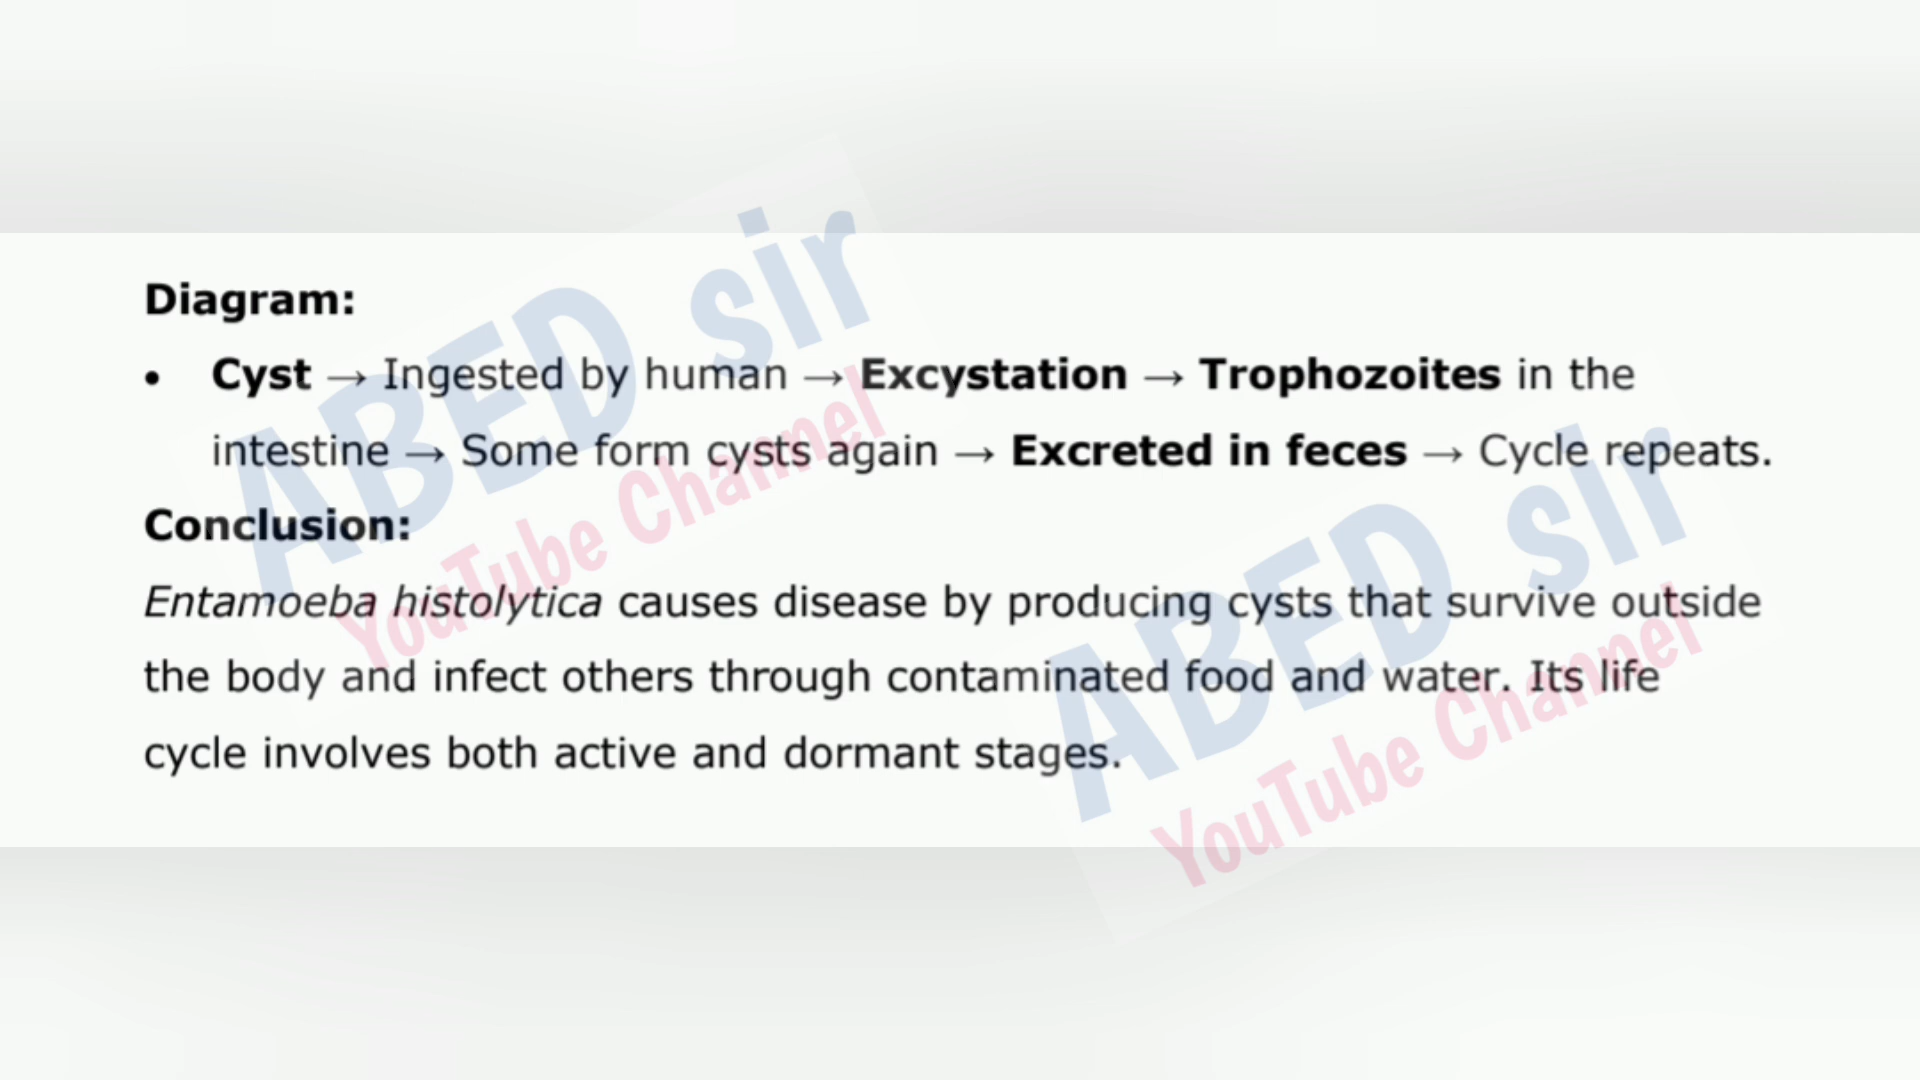 Diagram:
• Cyst → Ingested by human → Excystation → Trophozoites in the
intestine → Some form cysts again → Excreted in feces → Cycle repeats.
Conclusion:
Entamoeba histolytica causes disease by producing cysts that survive outside
the body and infect others through contaminated food and water. Its life
cycle involves both active and dormant stages.
ABED sir
YouTube Channel
ABED sir
YouTube Channel